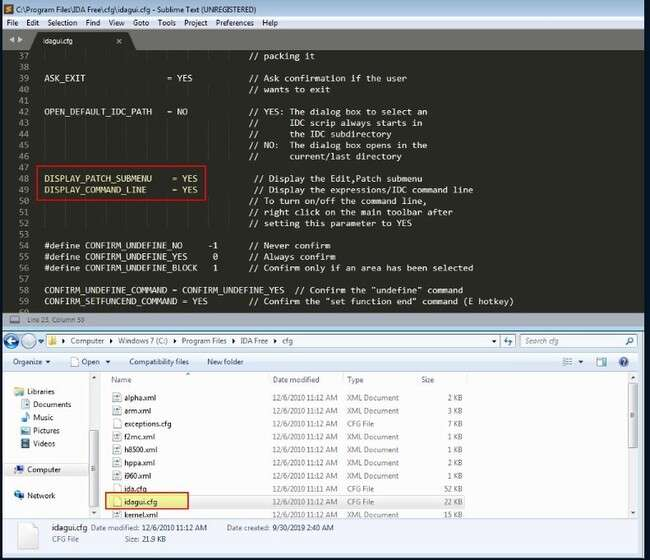 C:\Program Files\IDA Free\cfg\idagui.cfg - Sublime Text (UNREGISTERED)
File Edit Selection Find View Goto Tools Project Preferences Help
idagui.cfg
37 // packing it
38
39 ASK_EXIT = YES // Ask confirmation if the user
40 // wants to exit
41
42 OPEN_DEFAULT_IDC_PATH = NO // YES: The dialog box to select an
43 // IDC scrip always starts in
44 // the IDC subdirectory
45 // NO: The dialog box opens in the
46 // current/last directory
47
48 DISPLAY_PATCH_SUBMENU = YES // Display the Edit,Patch submenu
49 DISPLAY_COMMAND_LINE = YES // Display the expressions/IDC command line
50 // To turn on/off the command line,
51 // right click on the main toolbar after
52 // setting this parameter to YES
53
54 #define CONFIRM_UNDEFINE_NO -1 // Never confirm
55 #define CONFIRM_UNDEFINE_YES 0 // Always confirm
56 #define CONFIRM_UNDEFINE_BLOCK 1 // Confirm only if an area has been selected
57
58 CONFIRM_UNDEFINE_COMMAND = CONFIRM_UNDEFINE_YES // Confirm the "undefine" command
59 CONFIRM_SETFUNCEND_COMMAND = YES // Confirm the "set function end" command (E hotkey)
Computer Windows 7 (C:) Program Files IDA Free cfg Search cfg
Organize Open Compatibility files New folder
Name Date modified Type Size
Libraries
Documents
Music
Pictures
Videos
Computer
Network
alpha.xml 12/6/2010 11:12 AM XML Document 2 KB
arm.xml 12/6/2010 11:12 AM XML Document 3 KB
exceptions.cfg 12/6/2010 11:12 AM CFG File 7 KB
f2mc.xml 12/6/2010 11:12 AM XML Document 1 KB
h8500.xml 12/6/2010 11:12 AM XML Document 1 KB
hppa.xml 12/6/2010 11:12 AM XML Document 2 KB
i960.xml 12/6/2010 11:12 AM XML Document 1 KB
ida.cfg 12/6/2010 11:11 AM CFG File 52 KB
idagui.cfg 12/6/2010 11:12 AM CFG File 22 KB
kernel.xml 12/6/2010 11:12 AM XML Document 15 KB
idagui.cfg Date modified: 12/6/2010 11:12 AM Date created: 9/30/2019 2:40 AM
CFG File Size: 21.9 KB